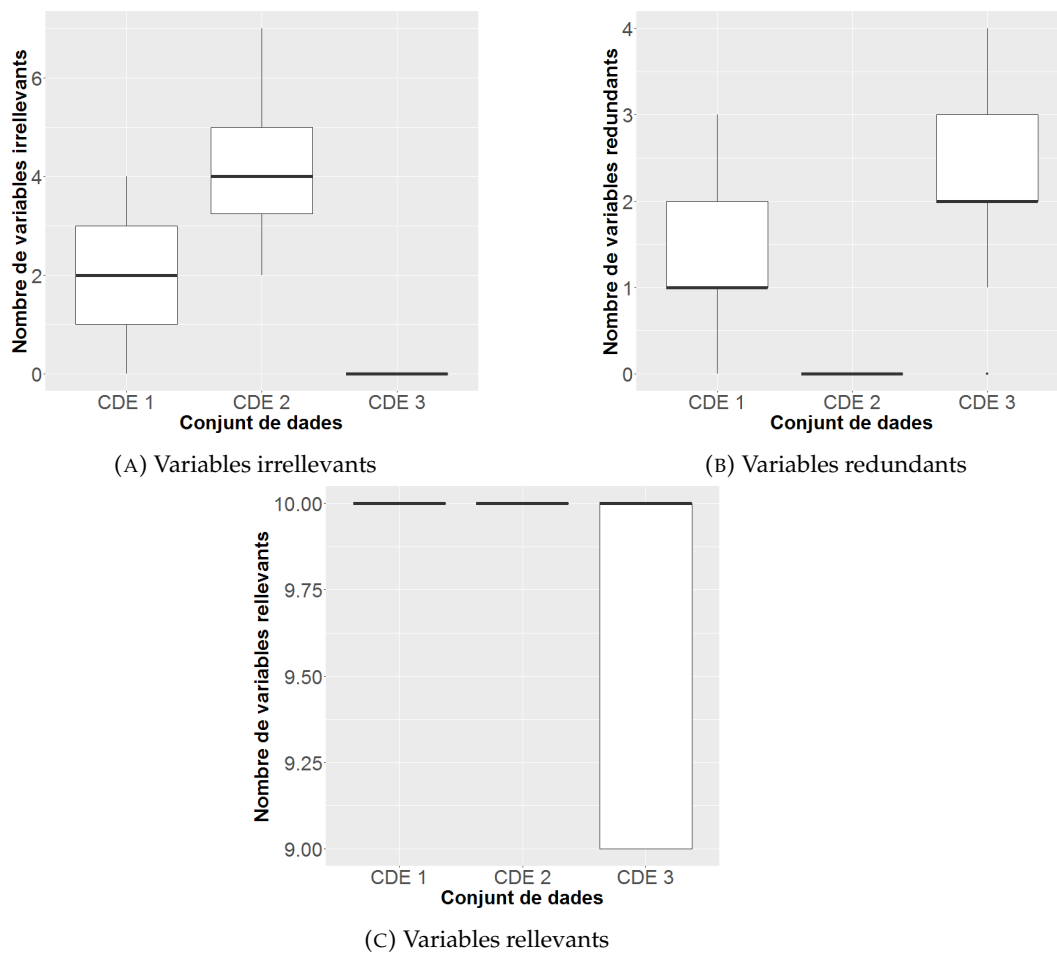 Nombre de variables irrellevants
6
4
2
0
CDE 1 CDE 2 CDE 3
Conjunt de dades
(A) Variables irrellevants
Nombre de variables redundants
4
3
2
1
0
CDE 1 CDE 2 CDE 3
Conjunt de dades
(B) Variables redundants
Nombre de variables rellevants
10.00
9.75
9.50
9.25
9.00
CDE 1 CDE 2 CDE 3
Conjunt de dades
(C) Variables rellevants